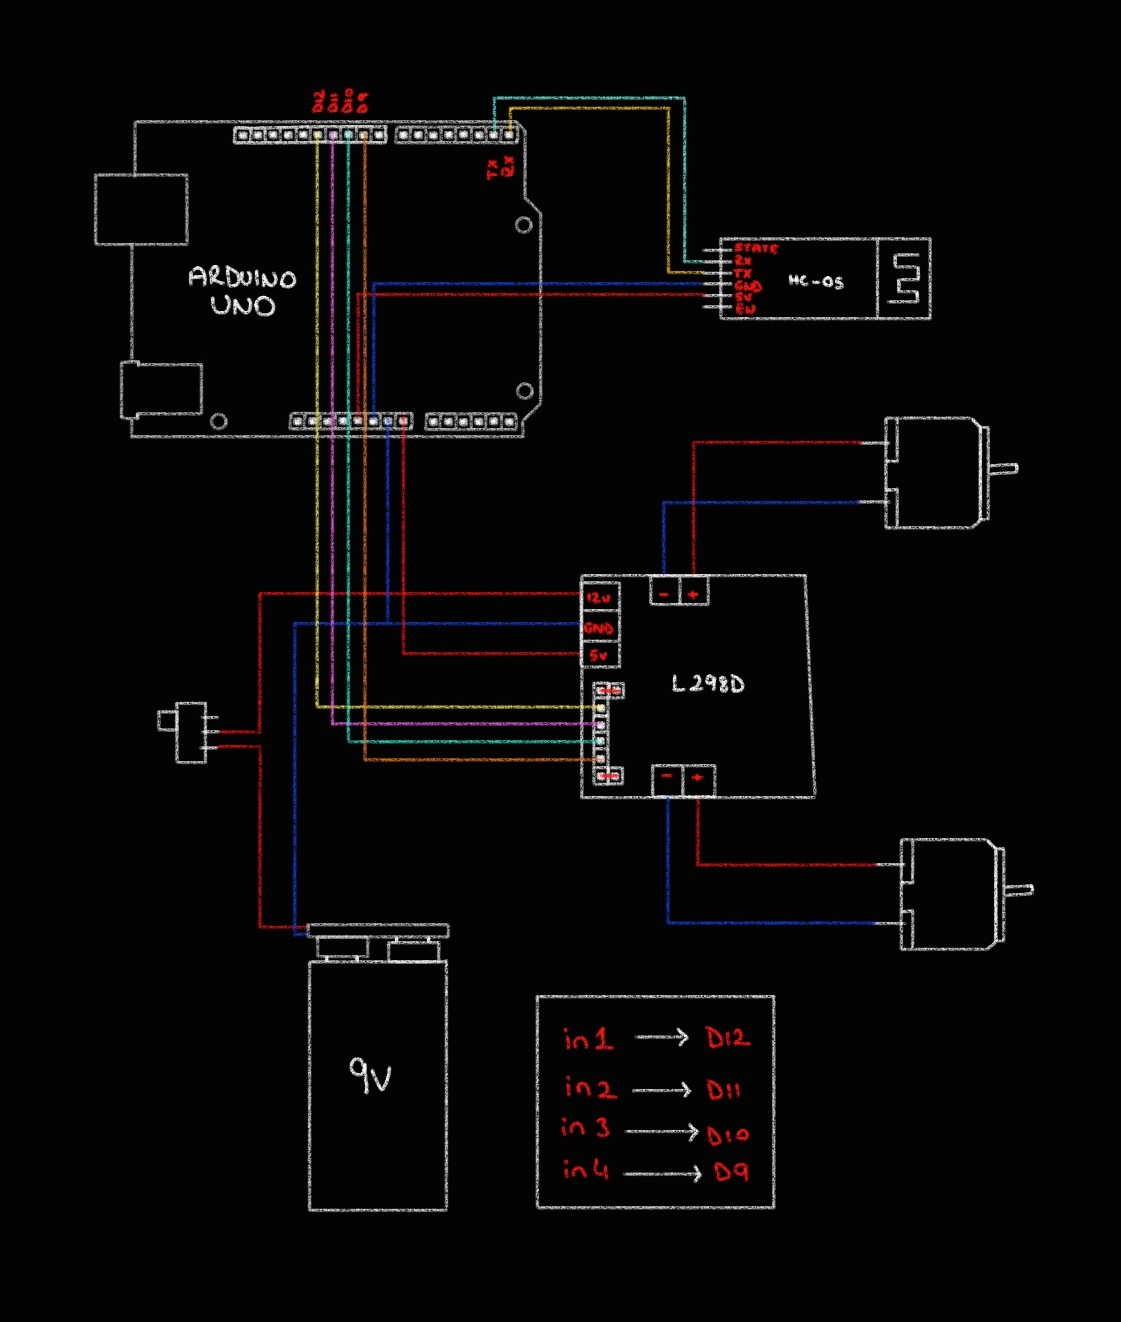 D12 D11 D10 D9
TX RX
ARDUINO
UNO
STATE
RX
TX
GND
5V
EN
HC-05
12v
GND
5v
- +
L298D
- +
9V
in1 → D12
in2 → D11
in3 → D10
in4 → D9